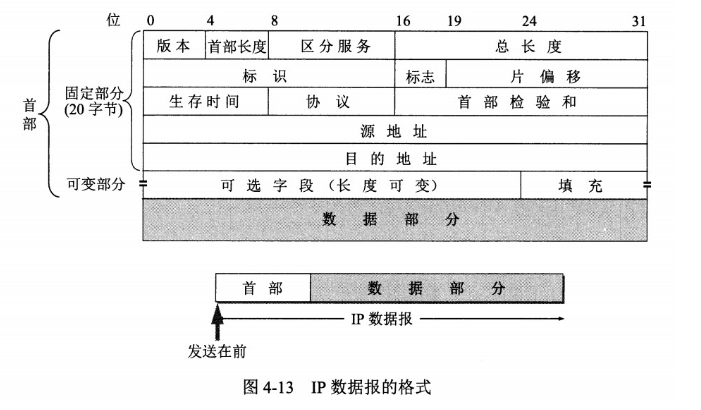 位 0 4 8 16 19 24 31
版本 首部长度 区分服务 总长度
标识 标志 片偏移
生存时间 协议 首部检验和
源地址
目的地址
可选字段（长度可变） 填充
数据部分
首部
固定部分
(20 字节)
可变部分
首部 数据部分
IP 数据报
发送在前
图 4-13 IP 数据报的格式